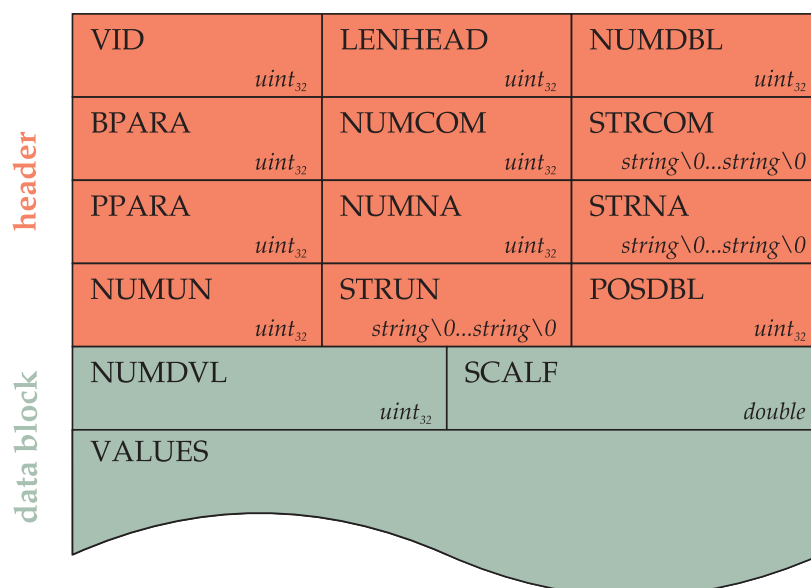 VID LENHEAD NUMDBL
uint32 uint32 uint32
BPARA NUMCOM STRCOM
uint32 uint32 string\0...string\0
PPARA NUMNA STRNA
uint32 uint32 string\0...string\0
NUMUN STRUN POSDBL
uint32 string\0...string\0 uint32
header
NUMDVL SCALF
uint32 double
VALUES
data block